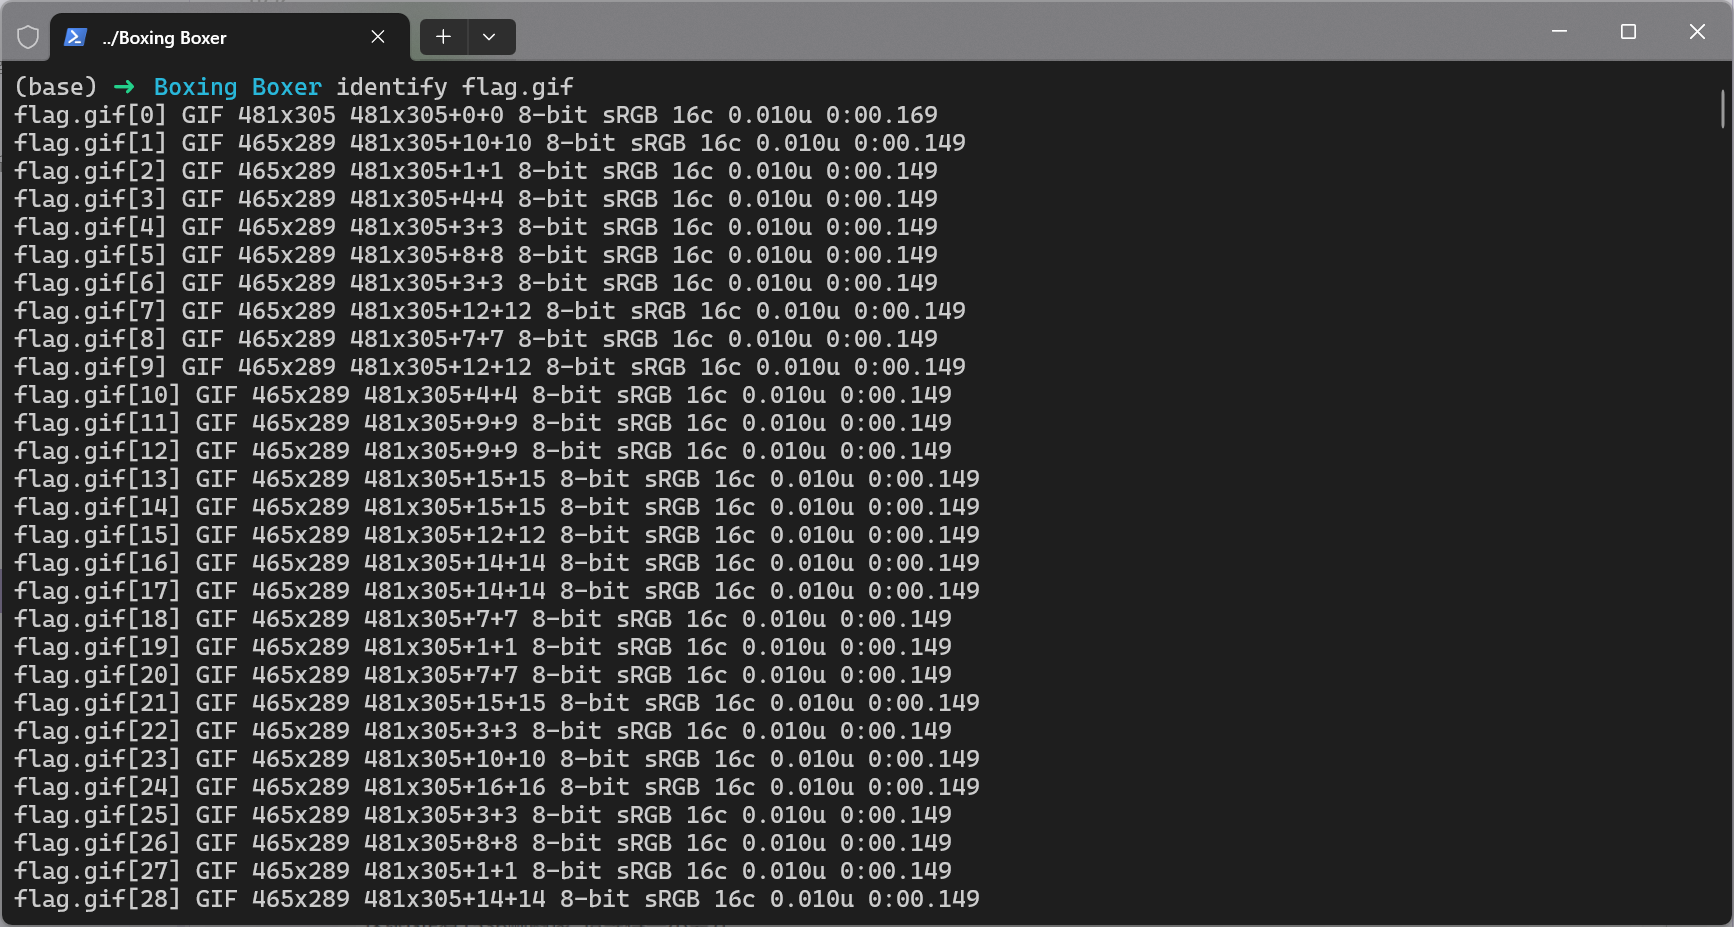 ../Boxing Boxer
(base) → Boxing Boxer identify flag.gif
flag.gif[0] GIF 481x305 481x305+0+0 8-bit sRGB 16c 0.010u 0:00.169
flag.gif[1] GIF 465x289 481x305+10+10 8-bit sRGB 16c 0.010u 0:00.149
flag.gif[2] GIF 465x289 481x305+1+1 8-bit sRGB 16c 0.010u 0:00.149
flag.gif[3] GIF 465x289 481x305+4+4 8-bit sRGB 16c 0.010u 0:00.149
flag.gif[4] GIF 465x289 481x305+3+3 8-bit sRGB 16c 0.010u 0:00.149
flag.gif[5] GIF 465x289 481x305+8+8 8-bit sRGB 16c 0.010u 0:00.149
flag.gif[6] GIF 465x289 481x305+3+3 8-bit sRGB 16c 0.010u 0:00.149
flag.gif[7] GIF 465x289 481x305+12+12 8-bit sRGB 16c 0.010u 0:00.149
flag.gif[8] GIF 465x289 481x305+7+7 8-bit sRGB 16c 0.010u 0:00.149
flag.gif[9] GIF 465x289 481x305+12+12 8-bit sRGB 16c 0.010u 0:00.149
flag.gif[10] GIF 465x289 481x305+4+4 8-bit sRGB 16c 0.010u 0:00.149
flag.gif[11] GIF 465x289 481x305+9+9 8-bit sRGB 16c 0.010u 0:00.149
flag.gif[12] GIF 465x289 481x305+9+9 8-bit sRGB 16c 0.010u 0:00.149
flag.gif[13] GIF 465x289 481x305+15+15 8-bit sRGB 16c 0.010u 0:00.149
flag.gif[14] GIF 465x289 481x305+15+15 8-bit sRGB 16c 0.010u 0:00.149
flag.gif[15] GIF 465x289 481x305+12+12 8-bit sRGB 16c 0.010u 0:00.149
flag.gif[16] GIF 465x289 481x305+14+14 8-bit sRGB 16c 0.010u 0:00.149
flag.gif[17] GIF 465x289 481x305+14+14 8-bit sRGB 16c 0.010u 0:00.149
flag.gif[18] GIF 465x289 481x305+7+7 8-bit sRGB 16c 0.010u 0:00.149
flag.gif[19] GIF 465x289 481x305+1+1 8-bit sRGB 16c 0.010u 0:00.149
flag.gif[20] GIF 465x289 481x305+7+7 8-bit sRGB 16c 0.010u 0:00.149
flag.gif[21] GIF 465x289 481x305+15+15 8-bit sRGB 16c 0.010u 0:00.149
flag.gif[22] GIF 465x289 481x305+3+3 8-bit sRGB 16c 0.010u 0:00.149
flag.gif[23] GIF 465x289 481x305+10+10 8-bit sRGB 16c 0.010u 0:00.149
flag.gif[24] GIF 465x289 481x305+16+16 8-bit sRGB 16c 0.010u 0:00.149
flag.gif[25] GIF 465x289 481x305+3+3 8-bit sRGB 16c 0.010u 0:00.149
flag.gif[26] GIF 465x289 481x305+8+8 8-bit sRGB 16c 0.010u 0:00.149
flag.gif[27] GIF 465x289 481x305+1+1 8-bit sRGB 16c 0.010u 0:00.149
flag.gif[28] GIF 465x289 481x305+14+14 8-bit sRGB 16c 0.010u 0:00.149